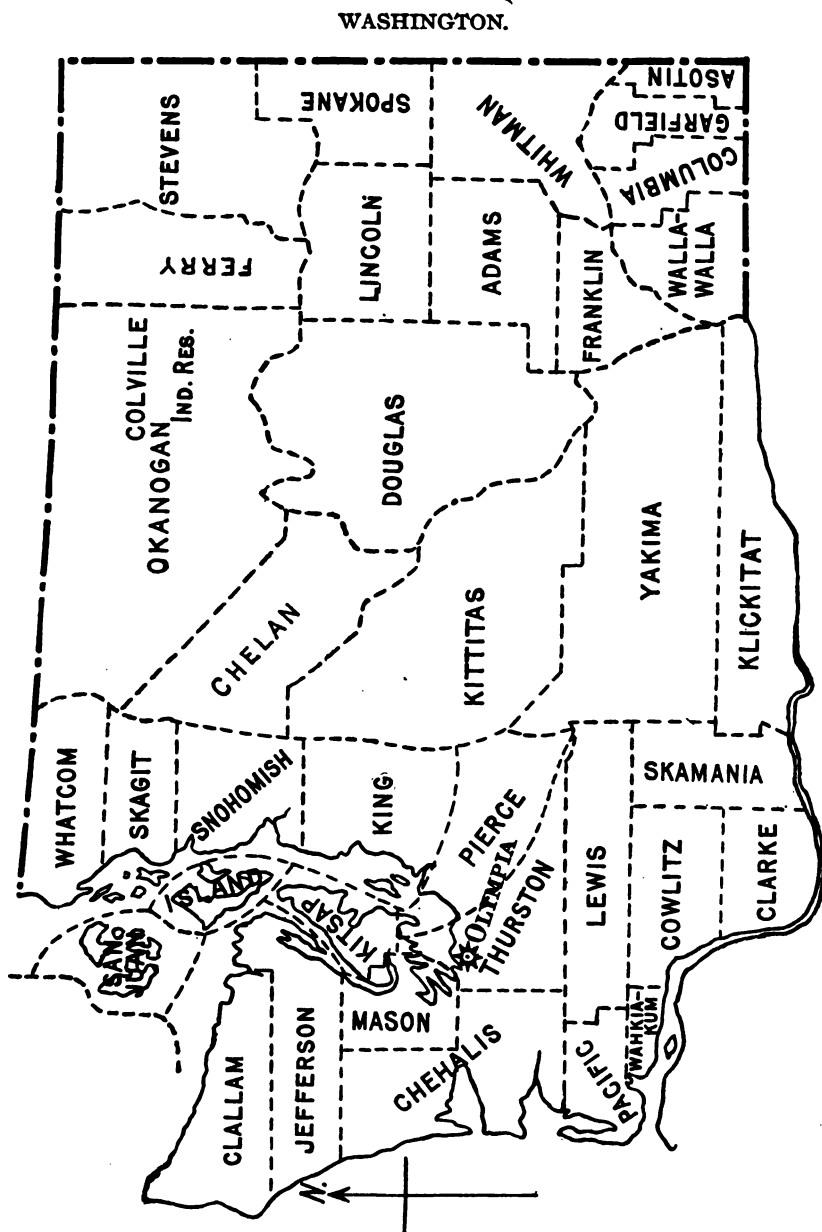 WASHINGTON.
ASOTIN
GARFIELD
COLUMBIA
WALLA-
WALLA
WHITMAN
SPOKANE
STEVENS
FERRY
LINCOLN
ADAMS
FRANKLIN
COLVILLE
IND. RES.
OKANOGAN
DOUGLAS
CHELAN
KITTITAS
YAKIMA
KLICKITAT
WHATCOM
SKAGIT
SNOHOMISH
KING
PIERCE
SKAMANIA
ISLAND
KITSAP
OLYMPIA
THURSTON
LEWIS
COWLITZ
CLARKE
SAN
JUAN
MASON
CHEHALIS
PACIFIC
WAHKIA-
KUM
CLALLAM
JEFFERSON
N.